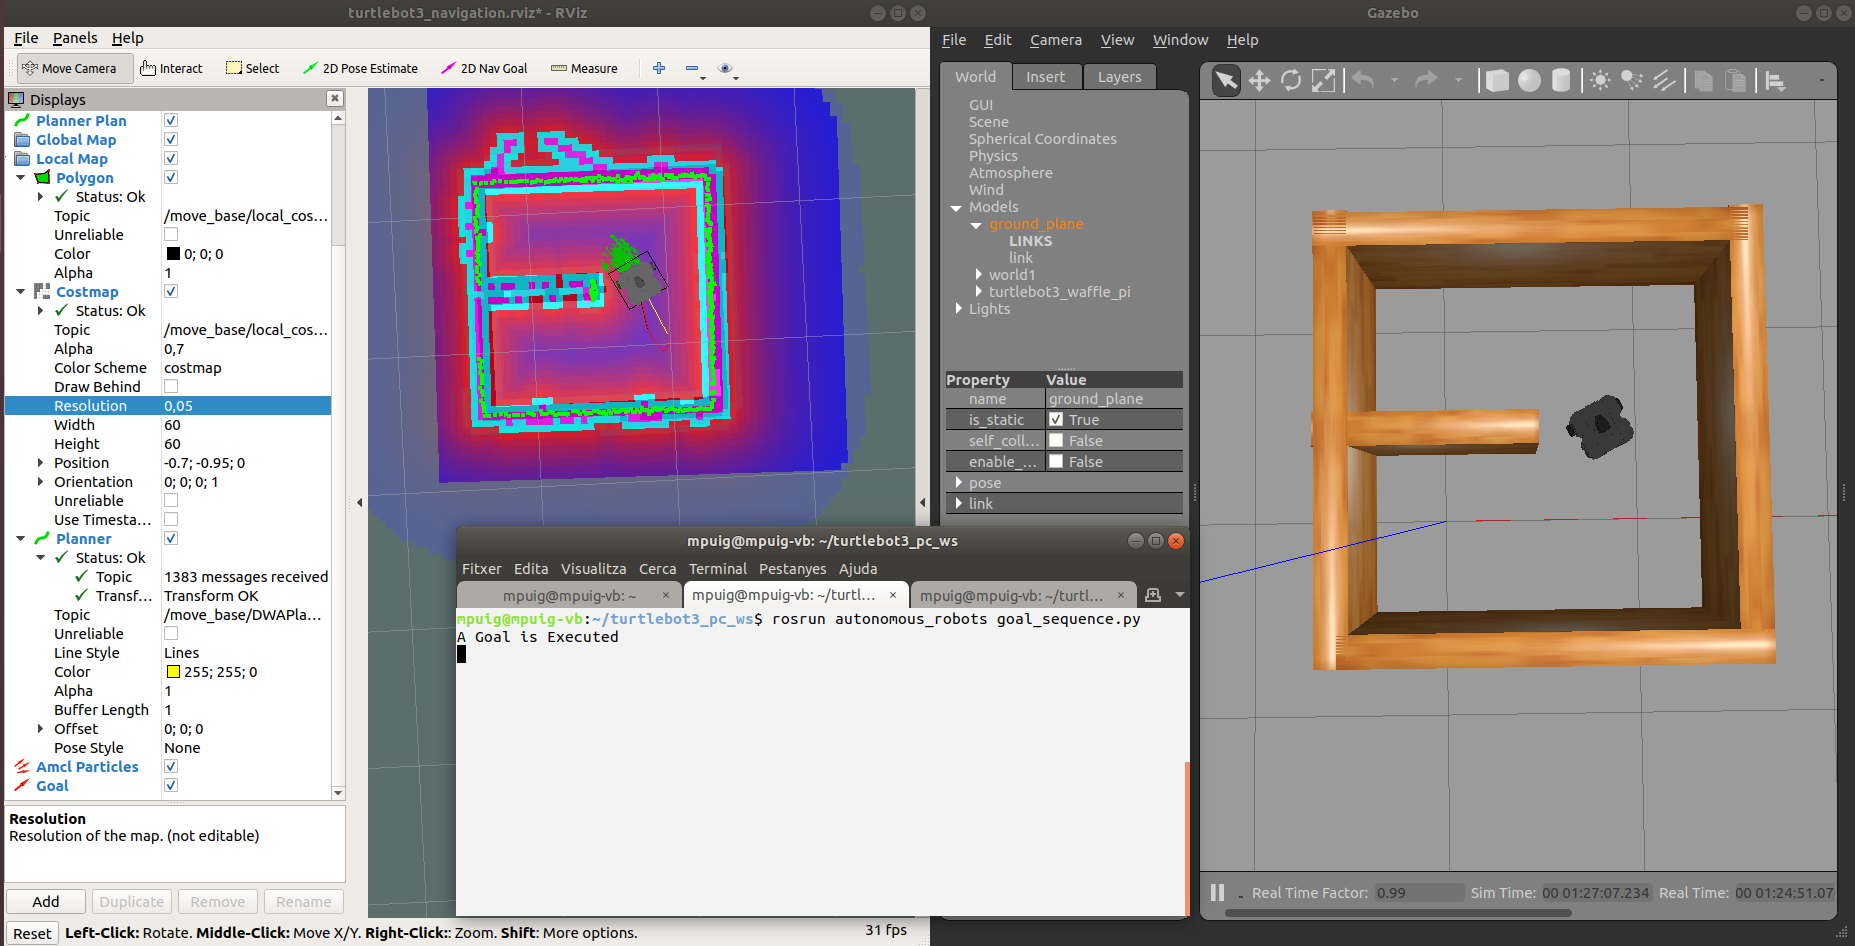 turtlebot3_navigation.rviz* - RViz
File Panels Help
Move Camera Interact Select 2D Pose Estimate 2D Nav Goal Measure
Displays
Planner Plan
Global Map
Local Map
Polygon
Status: Ok
Topic /move_base/local_cos...
Unreliable
Color 0; 0; 0
Alpha 1
Costmap
Status: Ok
Topic /move_base/local_cos...
Alpha 0,7
Color Scheme costmap
Draw Behind
Resolution 0,05
Width 60
Height 60
Position -0.7; -0.95; 0
Orientation 0; 0; 0; 1
Unreliable
Use Timesta...
Planner
Status: Ok
Topic 1383 messages received
Transf... Transform OK
Topic /move_base/DWAPla...
Unreliable
Line Style Lines
Color 255; 255; 0
Alpha 1
Buffer Length 1
Offset 0; 0; 0
Pose Style None
Amcl Particles
Goal
Resolution
Resolution of the map. (not editable)
Add Duplicate Remove Rename
Reset Left-Click: Rotate. Middle-Click: Move X/Y. Right-Click:: Zoom. Shift: More options. 31 fps
mpuig@mpuig-vb: ~/turtlebot3_pc_ws
Fitxer Edita Visualitza Cerca Terminal Pestanyes Ajuda
mpuig@mpuig-vb: ~ mpuig@mpuig-vb: ~/turtl... mpuig@mpuig-vb: ~/turtl...
mpuig@mpuig-vb:~/turtlebot3_pc_ws$ rosrun autonomous_robots goal_sequence.py
A Goal is Executed
Gazebo
File Edit Camera View Window Help
World Insert Layers
GUI
Scene
Spherical Coordinates
Physics
Atmosphere
Wind
Models
ground_plane
LINKS
link
world1
turtlebot3_waffle_pi
Lights
Property Value
name ground_plane
is_static True
self_coll... False
enable_... False
pose
link
Real Time Factor: 0.99 Sim Time: 00 01:27:07.234 Real Time: 00 01:24:51.07